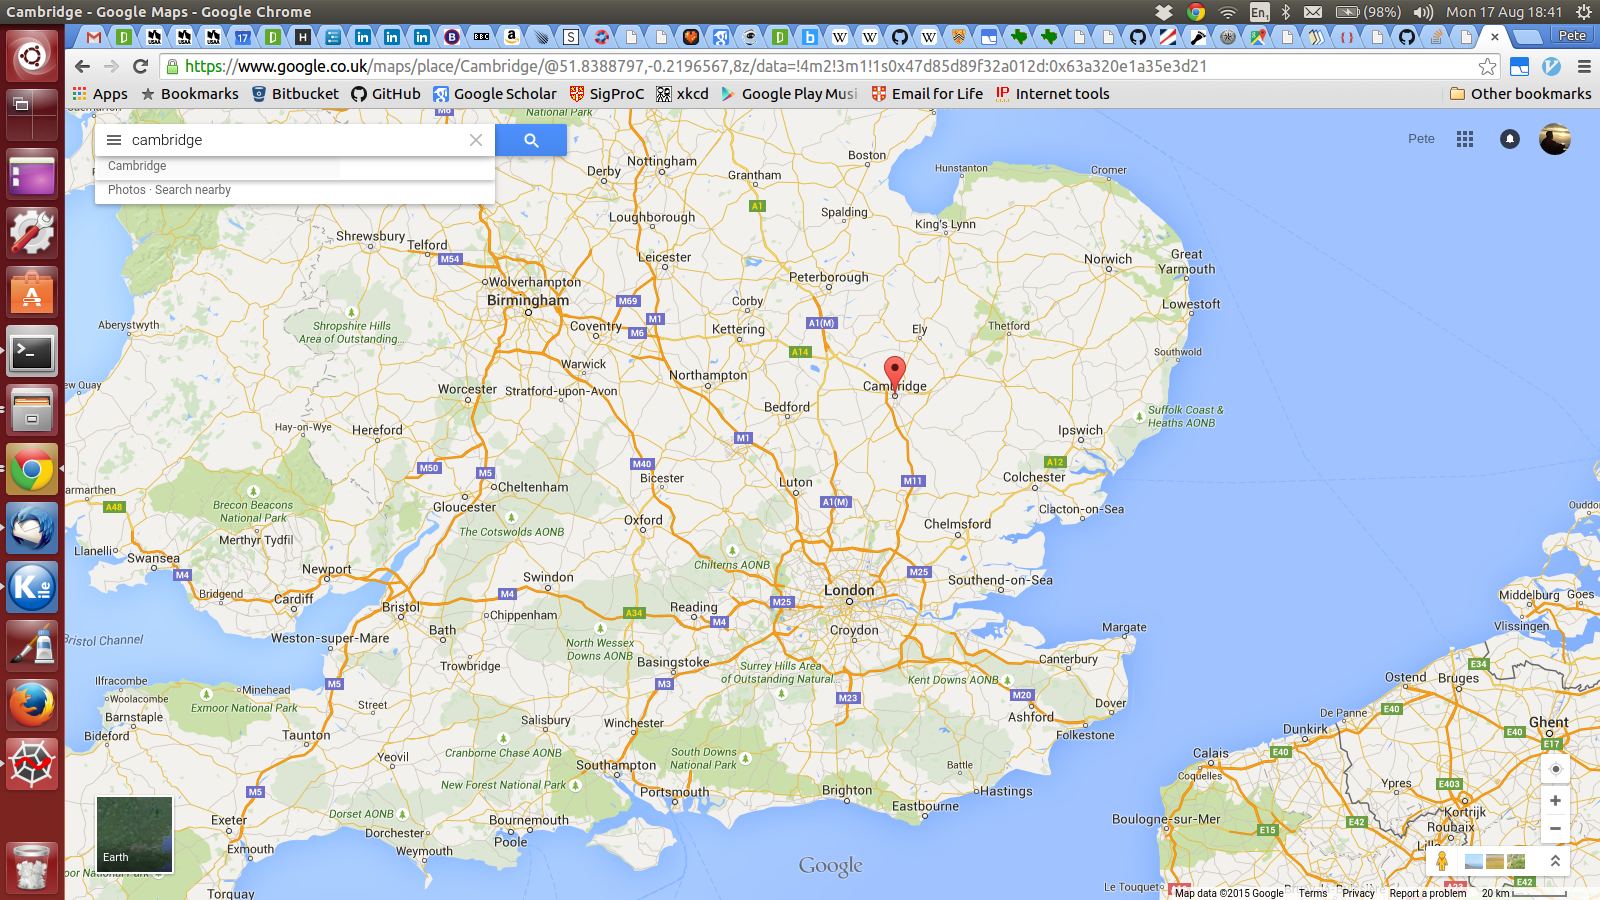 Cambridge - Google Maps - Google Chrome
En1
(98%)
Mon 17 Aug 18:41
17
H
in
in
in
B
BBC
a
S
W
W
W
Pete
https://www.google.co.uk/maps/place/Cambridge/@51.8388797,-0.2196567,8z/data=!4m2!3m1!1s0x47d85d89f32a012d:0x63a320e1a35e3d21
Apps
Bookmarks
Bitbucket
GitHub
Google Scholar
SigProC
xkcd
Google Play Musi
Email for Life
IP Internet tools
Other bookmarks
cambridge
Cambridge
Photos · Search nearby
Pete
National Park
Nottingham
Derby
Boston
Grantham
Hunstanton
Cromer
A1
Spalding
Loughborough
King's Lynn
Shrewsbury
Telford
M54
Leicester
Norwich
Great
Yarmouth
Peterborough
Wolverhampton
Birmingham
M69
Corby
Lowestoft
Aberystwyth
Shropshire Hills
Area of Outstanding...
Coventry
M1
M6
Kettering
A1(M)
Ely
Thetford
A14
Southwold
Warwick
Worcester
Stratford-upon-Avon
Northampton
Cambridge
ew Quay
Bedford
Suffolk Coast &
Heaths AONB
Hay-on-Wye
Hereford
M1
Ipswich
M50
M5
M40
Bicester
A12
Colchester
Luton
M11
armarthen
A48
Brecon Beacons
National Park
Cheltenham
Gloucester
A1(M)
Clacton-on-Sea
Ouddor
Merthyr Tydfil
The Cotswolds AONB
Oxford
Chelmsford
Llanelli
Swansea
M4
Newport
Chilterns AONB
M25
Swindon
Southend-on-Sea
Bridgend
Cardiff
M4
London
Middelburg
Goes
Bristol
Chippenham
A34
Reading
M25
M4
Vlissingen
Bristol Channel
Weston-super-Mare
Bath
North Wessex
Downs AONB
Croydon
Margate
Trowbridge
Basingstoke
Surrey Hills Area
of Outstanding Natural...
Canterbury
E34
Ilfracombe
Woolacombe
Minehead
M5
M3
Kent Downs AONB
M20
Ostend
Bruges
Exmoor National Park
M23
Barnstaple
Street
Salisbury
Winchester
Ashford
Dover
De Panne
E40
Ghent
Bideford
Taunton
Folkestone
Dunkirk
E40
E17
Yeovil
Cranborne Chase AONB
South Downs
National Park
Battle
Calais
E40
Southampton
Coquelles
M5
New Forest National Park
Portsmouth
Brighton
Hastings
Ypres
E403
Eastbourne
Dorset AONB
Kortrijk
Exeter
Bournemouth
Boulogne-sur-Mer
E15
E42
Roubaix
Dorchester
Poole
Exmouth
Weymouth
Earth
Google
Torquay
E42
Le Touquet
Map data ©2015 Google
Terms
Privacy
Report a problem
20 km